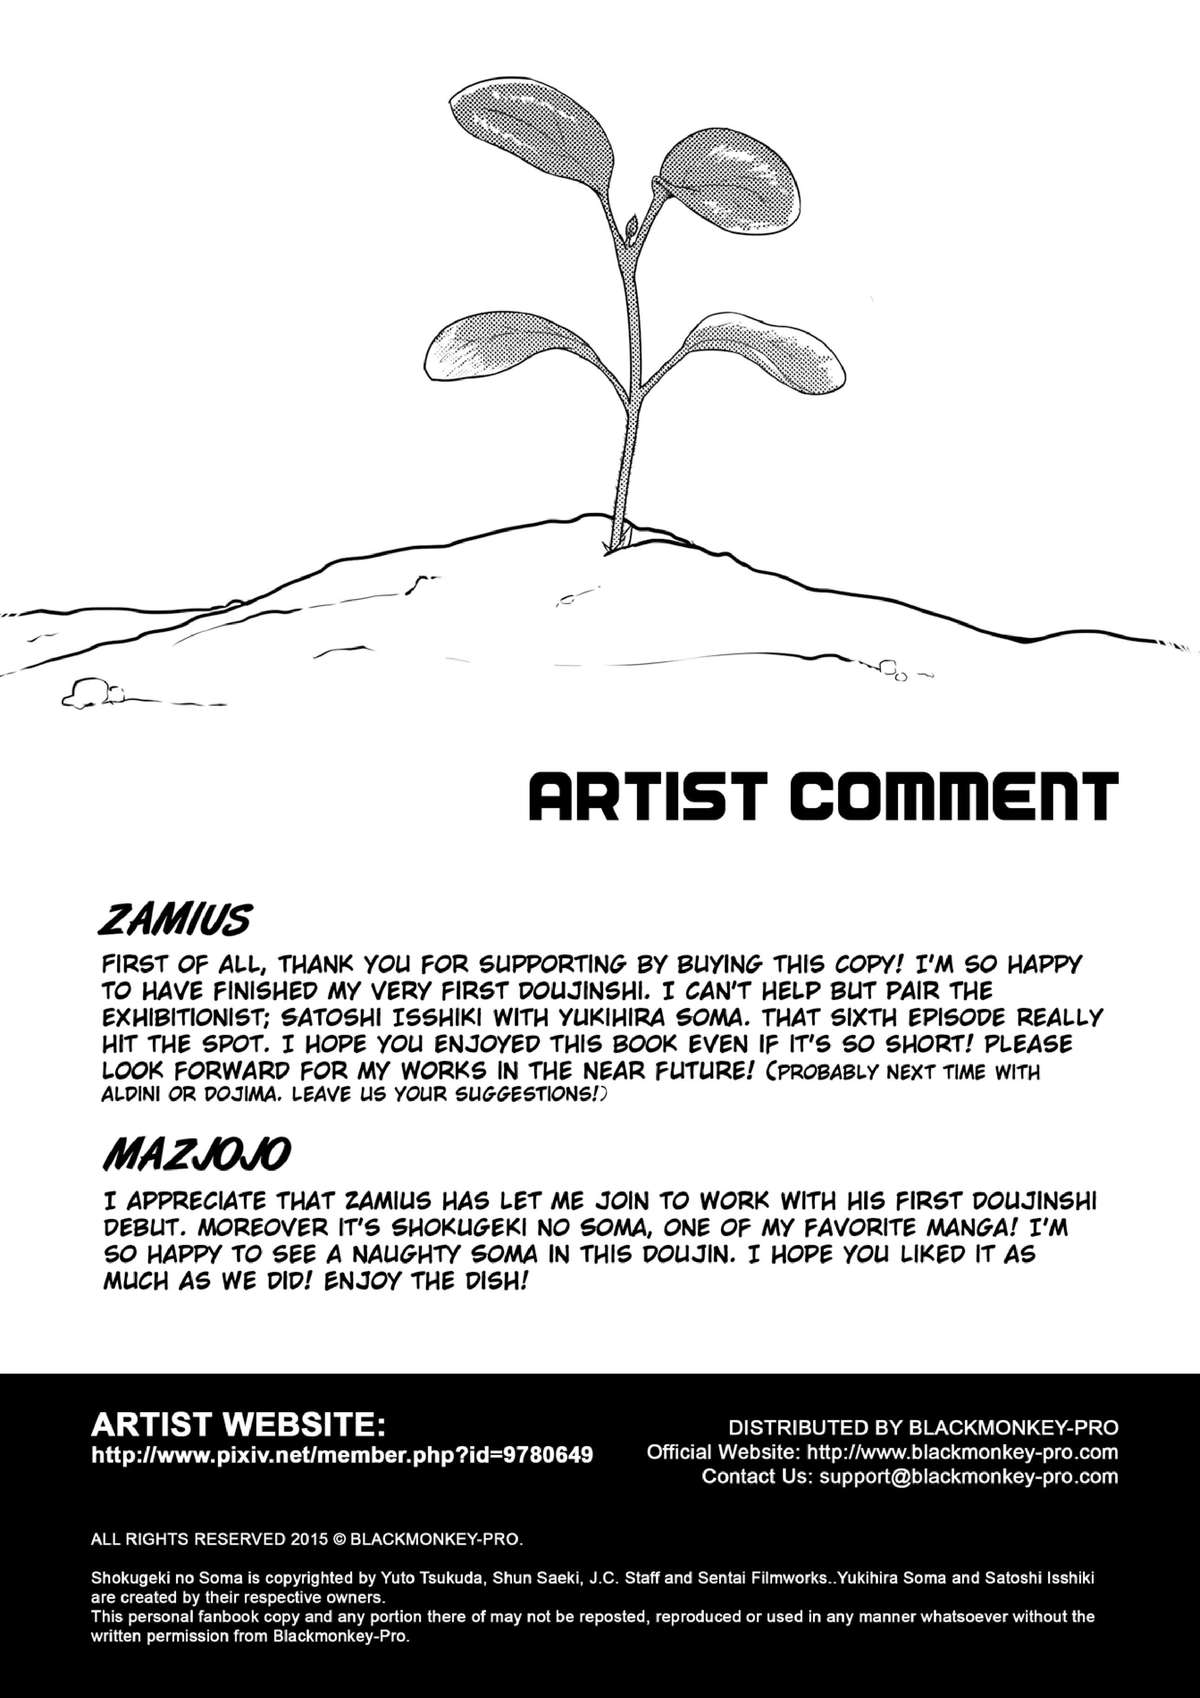 ARTIST COMMENT
ZAMIUS
FIRST OF ALL, THANK YOU FOR SUPPORTING BY BUYING THIS COPY! I'M SO HAPPY
TO HAVE FINISHED MY VERY FIRST DOUJINSHI. I CAN'T HELP BUT PAIR THE
EXHIBITIONIST; SATOSHI ISSHIKI WITH YUKIHIRA SOMA. THAT SIXTH EPISODE REALLY
HIT THE SPOT. I HOPE YOU ENJOYED THIS BOOK EVEN IF IT'S SO SHORT! PLEASE
LOOK FORWARD FOR MY WORKS IN THE NEAR FUTURE! (PROBABLY NEXT TIME WITH
ALDINI OR DOJIMA. LEAVE US YOUR SUGGESTIONS!)
MAZJOJO
I APPRECIATE THAT ZAMIUS HAS LET ME JOIN TO WORK WITH HIS FIRST DOUJINSHI
DEBUT. MOREOVER IT'S SHOKUGEKI NO SOMA, ONE OF MY FAVORITE MANGA! I'M
SO HAPPY TO SEE A NAUGHTY SOMA IN THIS DOUJIN. I HOPE YOU LIKED IT AS
MUCH AS WE DID! ENJOY THE DISH!
ARTIST WEBSITE:
http://www.pixiv.net/member.php?id=9780649
DISTRIBUTED BY BLACKMONKEY-PRO
Official Website: http://www.blackmonkey-pro.com
Contact Us: support@blackmonkey-pro.com
ALL RIGHTS RESERVED 2015 © BLACKMONKEY-PRO.
Shokugeki no Soma is copyrighted by Yuto Tsukuda, Shun Saeki, J.C. Staff and Sentai Filmworks..Yukihira Soma and Satoshi Isshiki
are created by their respective owners.
This personal fanbook copy and any portion there of may not be reposted, reproduced or used in any manner whatsoever without the
written permission from Blackmonkey-Pro.